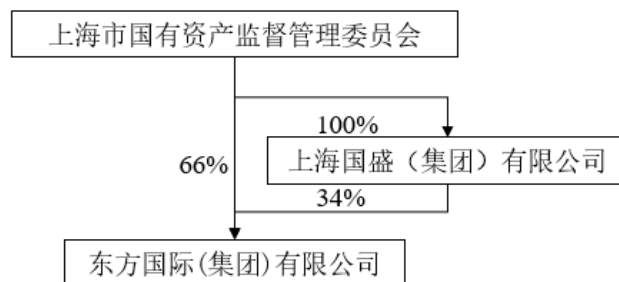 上海市国有资产监督管理委员会
100%
上海国盛（集团）有限公司
66%
34%
东方国际(集团)有限公司